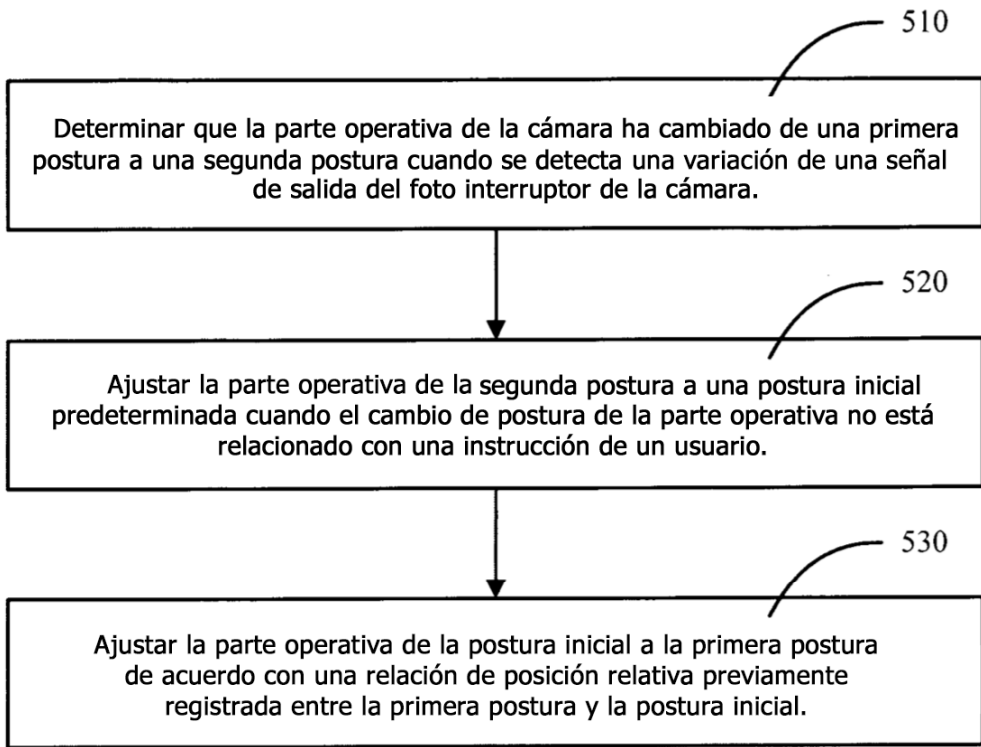 510
Determinar que la parte operativa de la cámara ha cambiado de una primera
postura a una segunda postura cuando se detecta una variación de una señal
de salida del foto interruptor de la cámara.
520
Ajustar la parte operativa de la segunda postura a una postura inicial
predeterminada cuando el cambio de postura de la parte operativa no está
relacionado con una instrucción de un usuario.
530
Ajustar la parte operativa de la postura inicial a la primera postura
de acuerdo con una relación de posición relativa previamente
registrada entre la primera postura y la postura inicial.